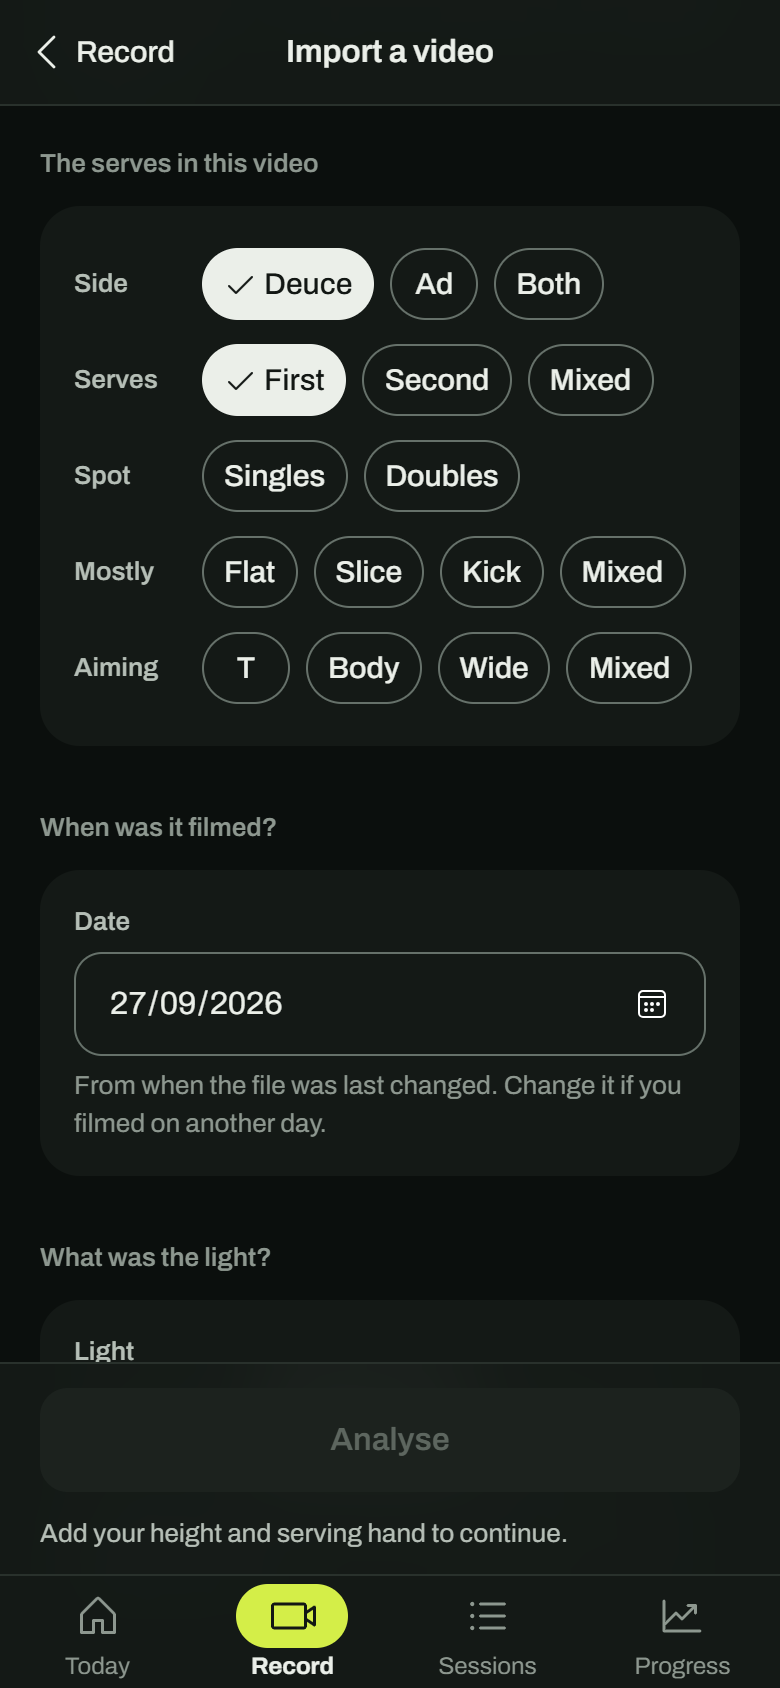 Record
Import a video
The serves in this video
Side Deuce Ad Both
Serves First Second Mixed
Spot Singles Doubles
Mostly Flat Slice Kick Mixed
Aiming T Body Wide Mixed
When was it filmed?
Date
27/09/2026
From when the file was last changed. Change it if you
filmed on another day.
What was the light?
Light
Analyse
Add your height and serving hand to continue.
Today Record Sessions Progress